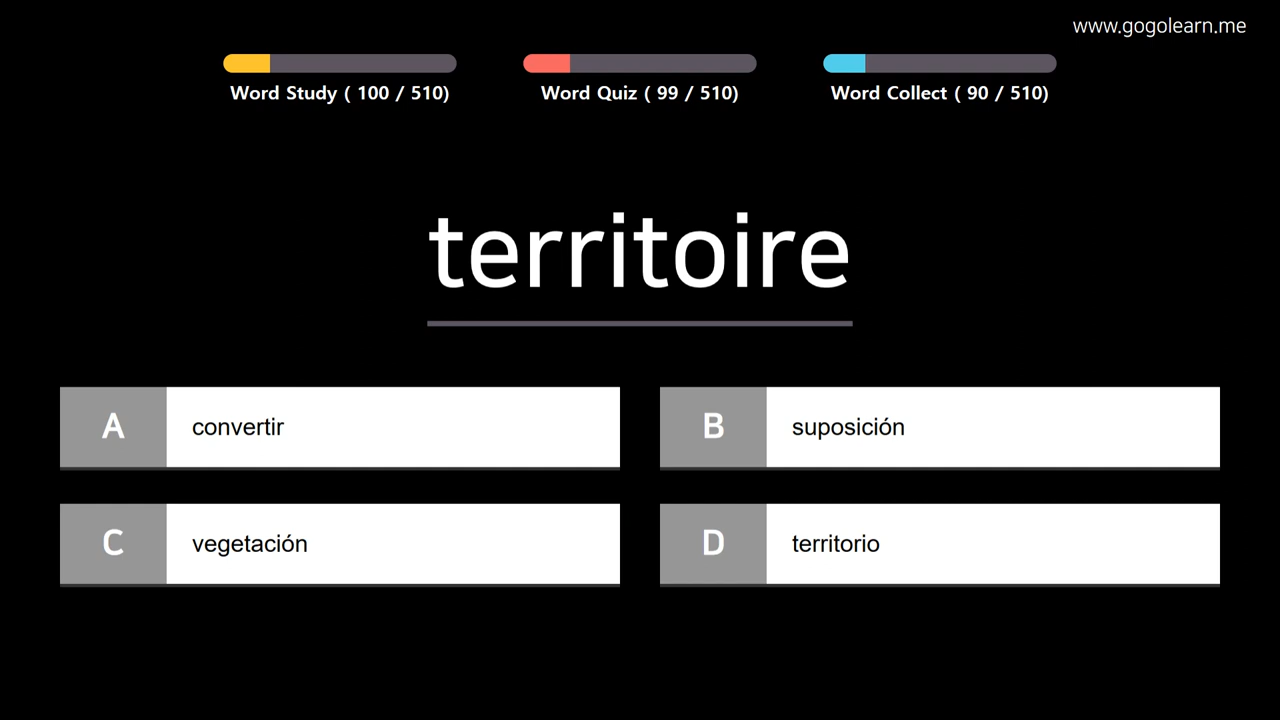 www.gogolearn.me
Word Study ( 100 / 510)
Word Quiz ( 99 / 510)
Word Collect ( 90 / 510)
territoire
A convertir
B suposición
C vegetación
D territorio